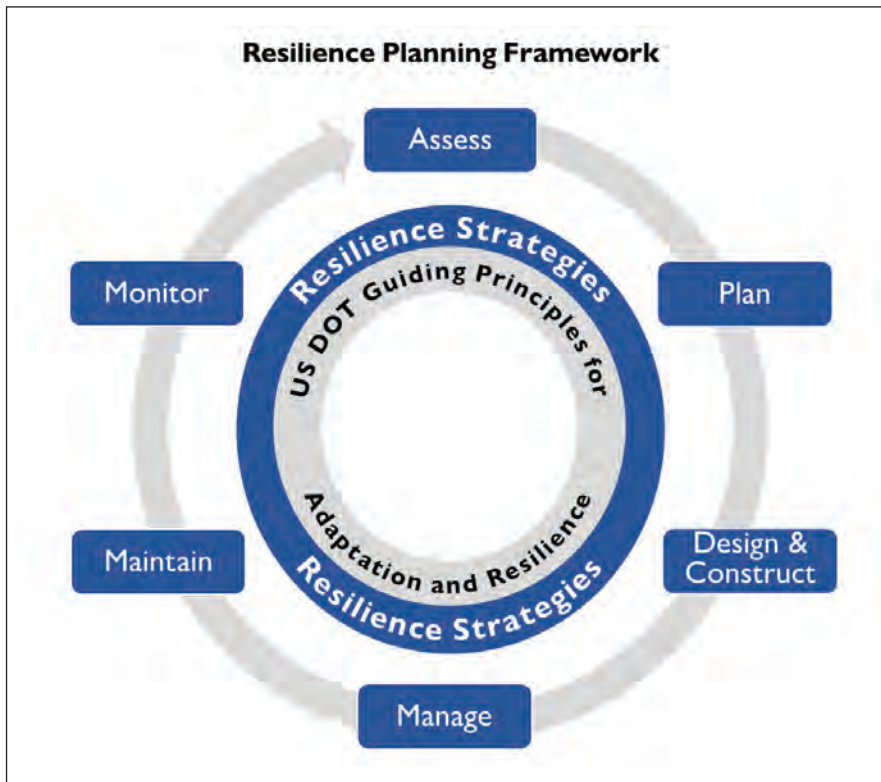 Resilience Planning Framework
Assess
Plan
Design &
Construct
Manage
Maintain
Monitor
Resilience Strategies
US DOT Guiding Principles for
Adaptation and Resilience
Resilience Strategies